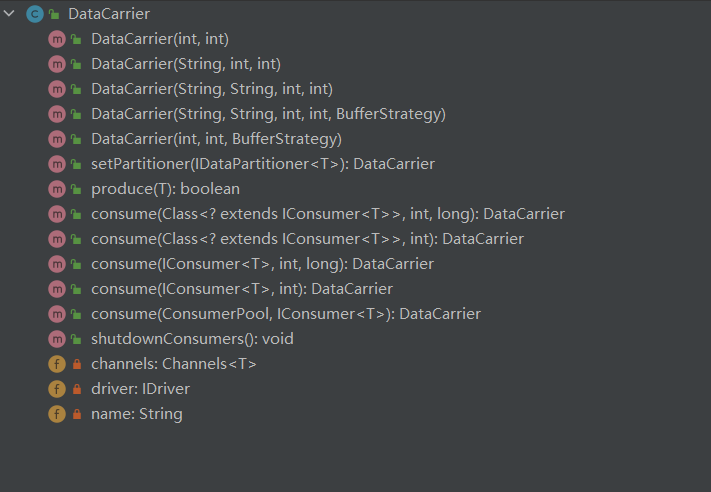 DataCarrier
DataCarrier(int, int)
DataCarrier(String, int, int)
DataCarrier(String, String, int, int)
DataCarrier(String, String, int, int, BufferStrategy)
DataCarrier(int, int, BufferStrategy)
setPartitioner(IDataPartitioner<T>): DataCarrier
produce(T): boolean
consume(Class<? extends IConsumer<T>>, int, long): DataCarrier
consume(Class<? extends IConsumer<T>>, int): DataCarrier
consume(IConsumer<T>, int, long): DataCarrier
consume(IConsumer<T>, int): DataCarrier
consume(ConsumerPool, IConsumer<T>): DataCarrier
shutdownConsumers(): void
channels: Channels<T>
driver: IDriver
name: String